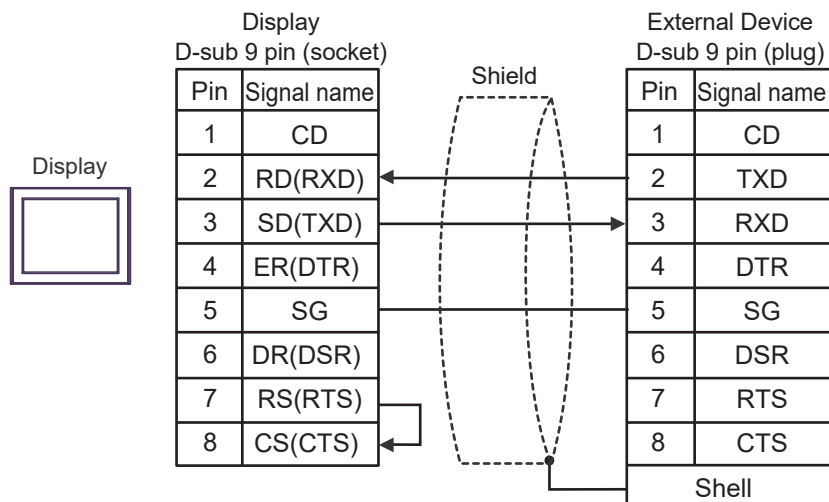 Display
D-sub 9 pin (socket)
External Device
D-sub 9 pin (plug)
Shield
Display
Pin Signal name
1 CD
2 RD(RXD)
3 SD(TXD)
4 ER(DTR)
5 SG
6 DR(DSR)
7 RS(RTS)
8 CS(CTS)
Pin Signal name
1 CD
2 TXD
3 RXD
4 DTR
5 SG
6 DSR
7 RTS
8 CTS
Shell